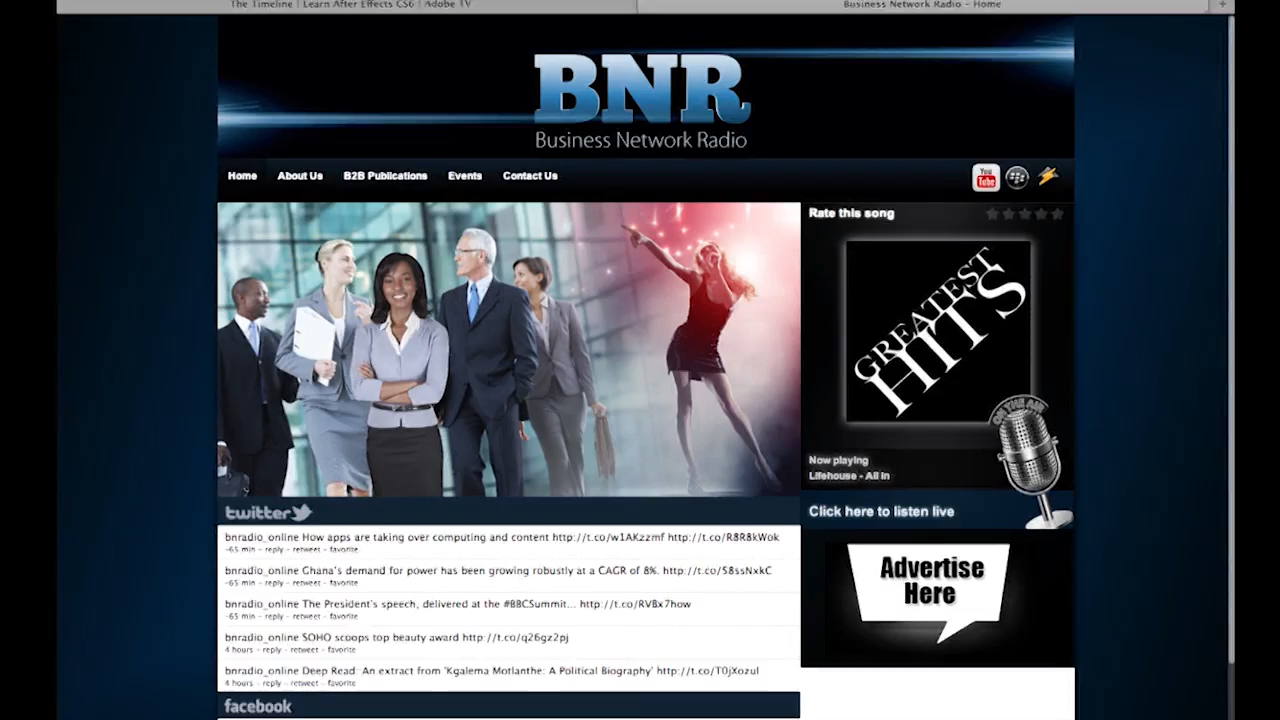 The Timeline | Learn After Effects CS6 | Adobe TV
Business Network Radio - Home
BNR
Business Network Radio
Home About Us B2B Publications Events Contact Us
You
Tube
Rate this song
GREATEST
HITS
ON THE AIR
Now playing
Lifehouse - All in
Click here to listen live
Advertise
Here
twitter
bnradio_online How apps are taking over computing and content http://t.co/w1AKzzmf http://t.co/R8R8kWok
~65 min - reply - retweet - favorite
bnradio_online Ghana's demand for power has been growing robustly at a CAGR of 8%. http://t.co/58ssNxkC
~65 min - reply - retweet - favorite
bnradio_online The President's speech, delivered at the #BBCSummit... http://t.co/RVBx7how
~65 min - reply - retweet - favorite
bnradio_online SOHO scoops top beauty award http://t.co/q26gz2pj
4 hours - reply - retweet - favorite
bnradio_online Deep Read: An extract from 'Kgalema Motlanthe: A Political Biography' http://t.co/T0jXozul
4 hours - reply - retweet - favorite
facebook